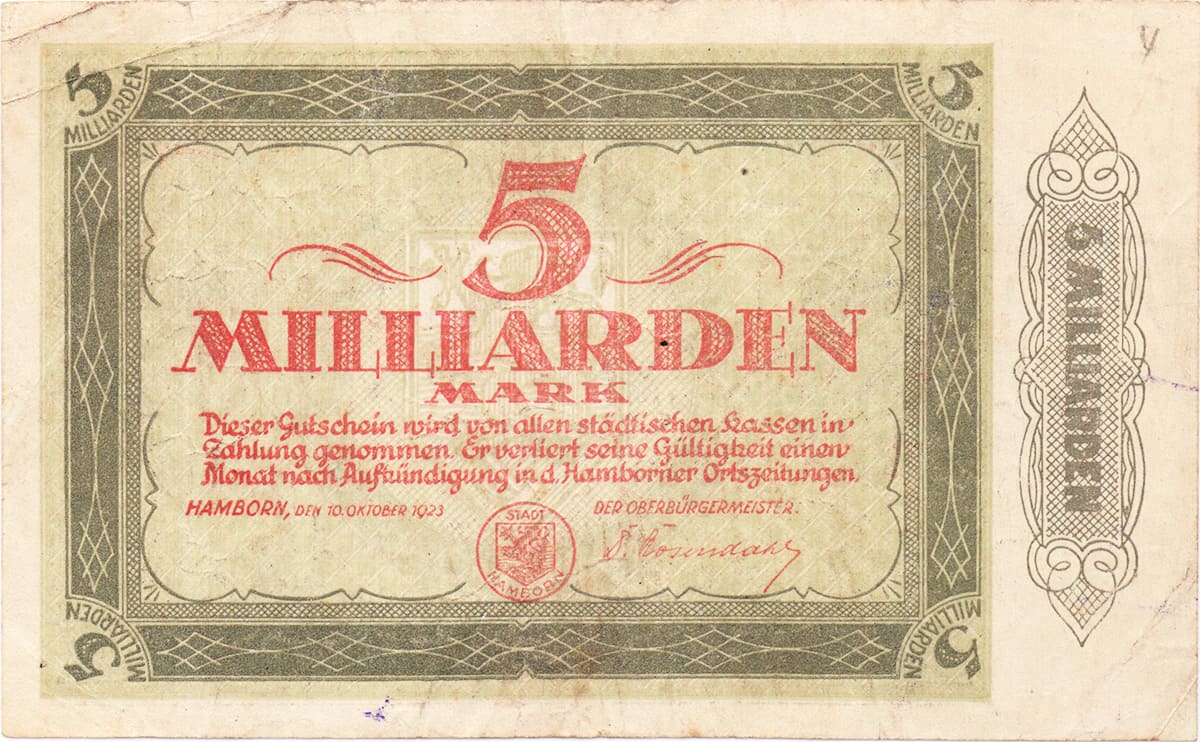 5 MILLIARDEN
5 MILLIARDEN
5
MILLIARDEN
MARK
Dieser Gutschein wird von allen städtischen Kassen in
Zahlung genommen. Er verliert seine Gültigkeit einen
Monat nach Aufkündigung in d. Hamborner Ortszeitungen.
HAMBORN, DEN 10. OKTOBER 1923
DER OBERBÜRGERMEISTER:
STADT
HAMBORN
Rosendahl
5 MILLIARDEN
5 MILLIARDEN
5 MILLIARDEN